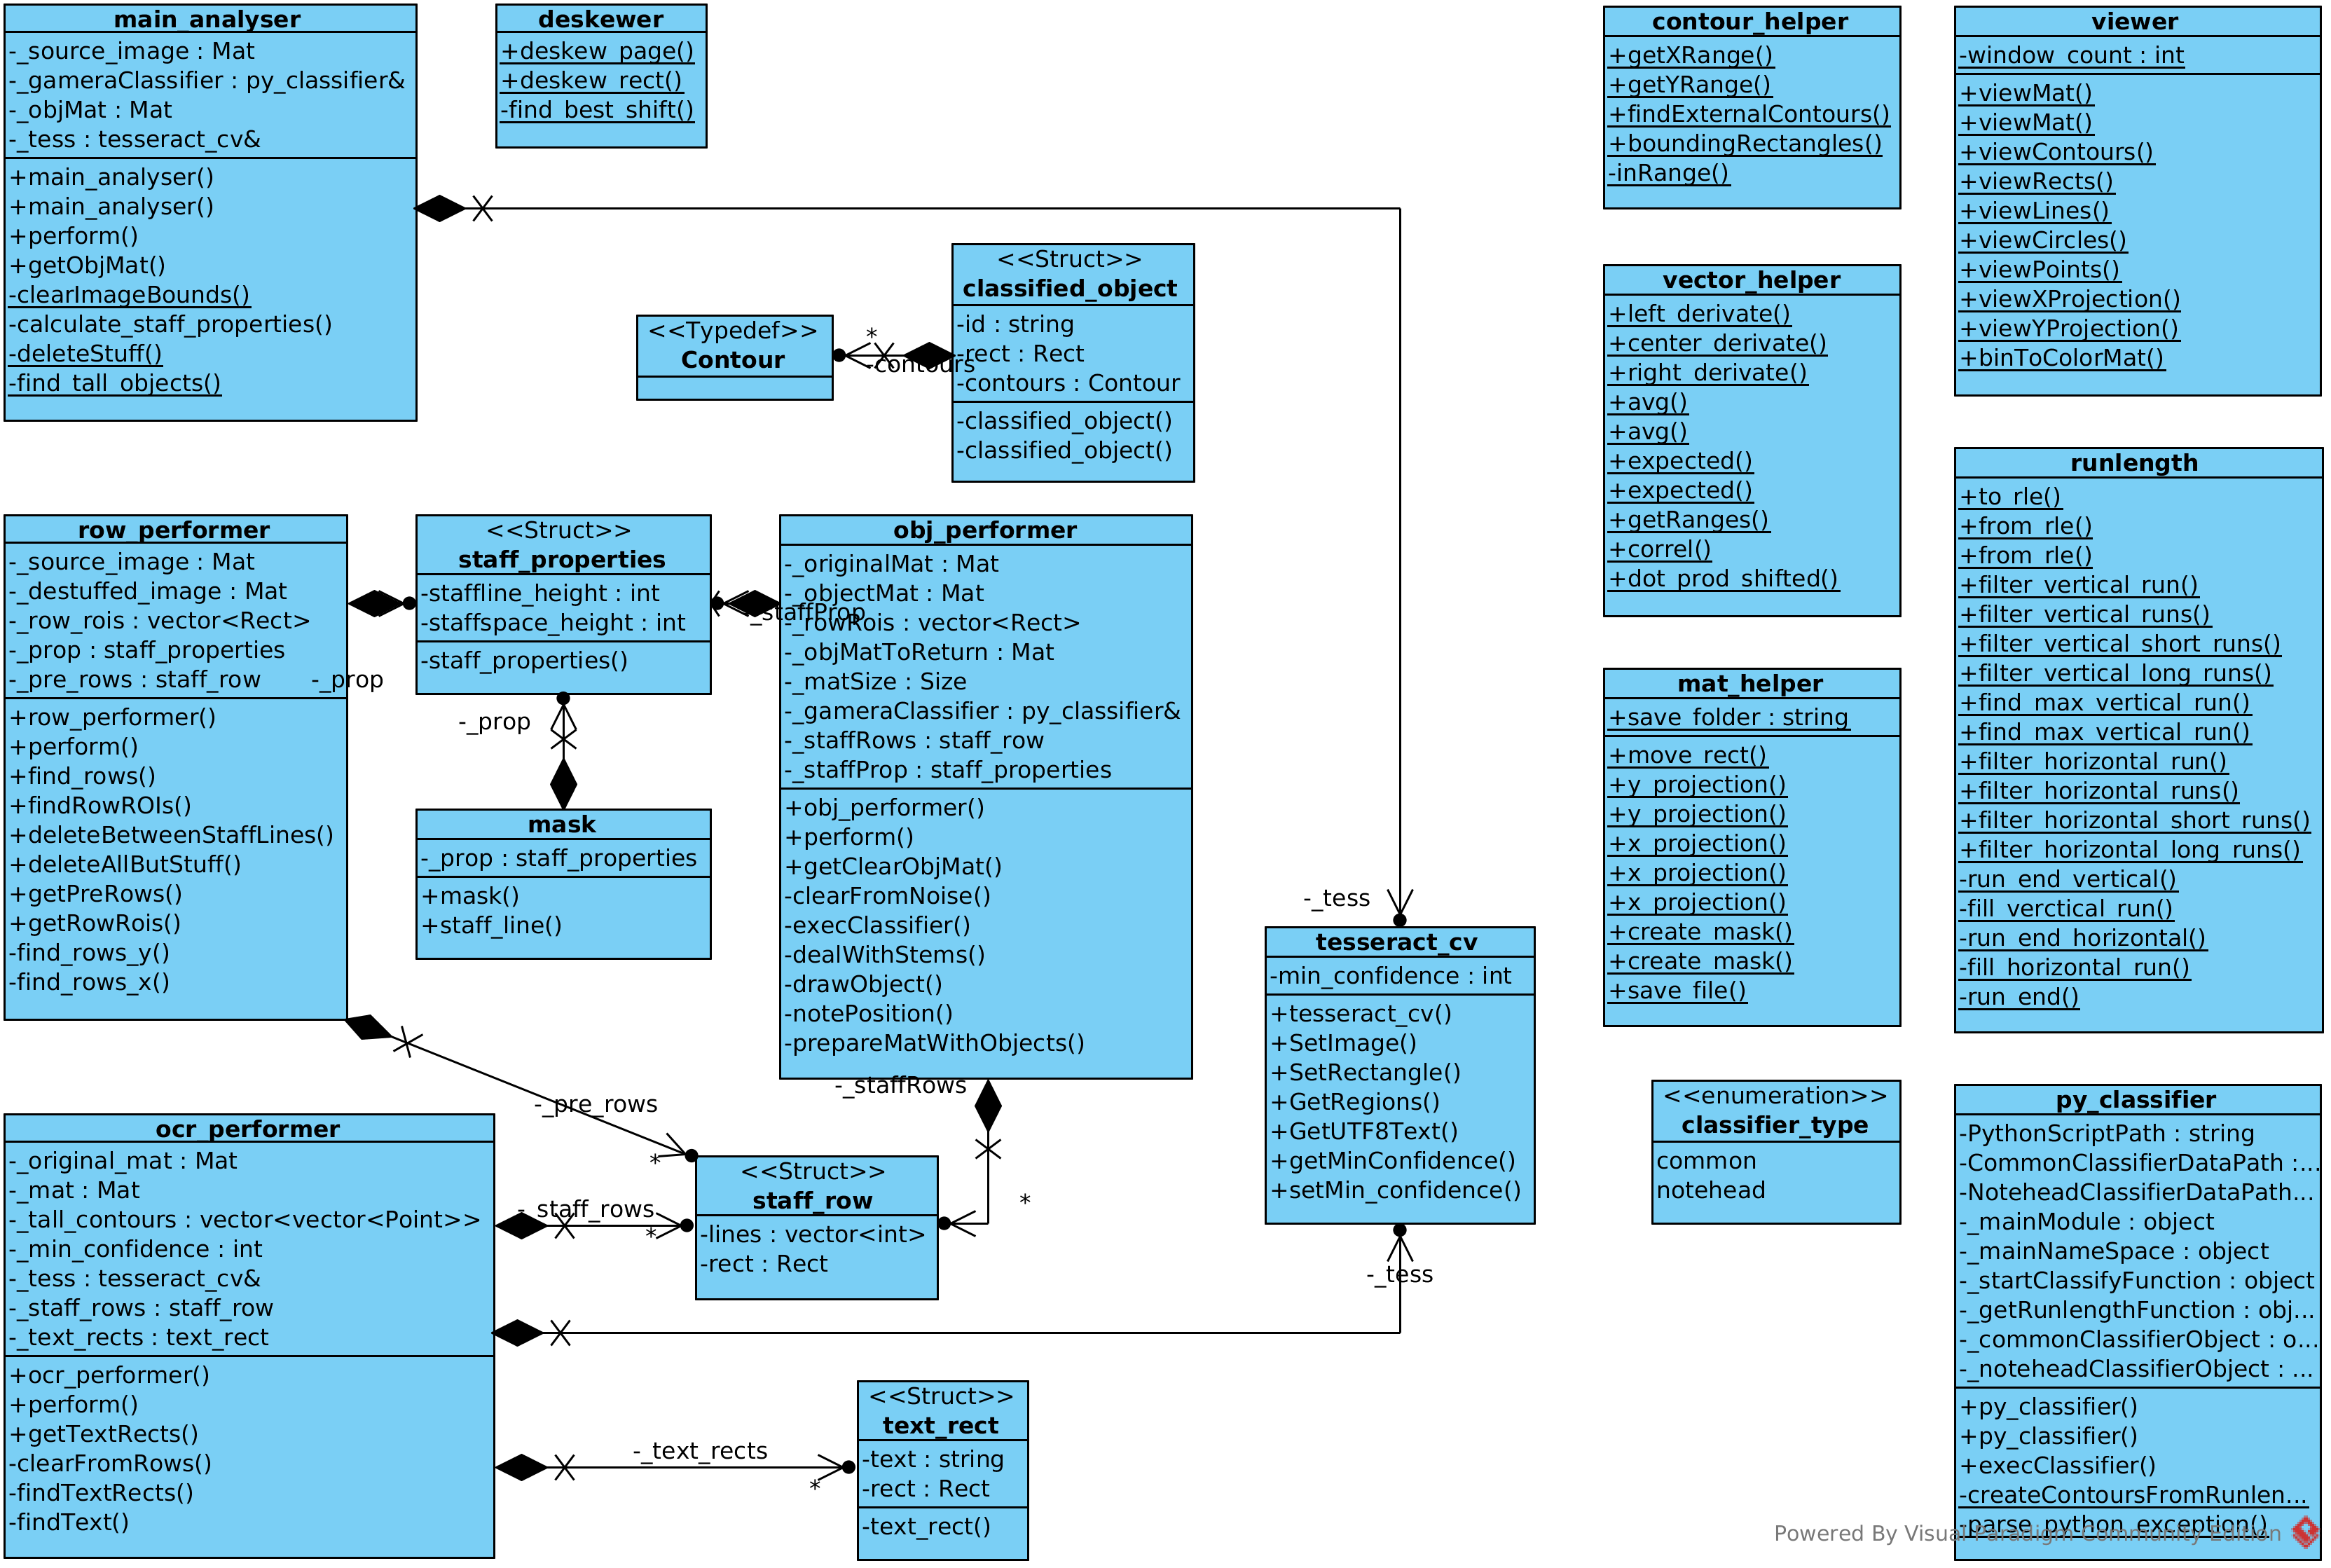 main_analyser
-_source_image : Mat
-_gameraClassifier : py_classifier&
-_objMat : Mat
-_tess : tesseract_cv&
+main_analyser()
+main_analyser()
+perform()
+getObjMat()
-clearImageBounds()
-calculate_staff_properties()
-deleteStuff()
-find_tall_objects()
deskewer
+deskew_page()
+deskew_rect()
-find_best_shift()
<<Typedef>>
Contour
*
-contours
<<Struct>>
classified_object
-id : string
-rect : Rect
-contours : Contour
-classified_object()
-classified_object()
contour_helper
+getXRange()
+getYRange()
+findExternalContours()
+boundingRectangles()
-inRange()
viewer
-window_count : int
+viewMat()
+viewMat()
+viewContours()
+viewRects()
+viewLines()
+viewCircles()
+viewPoints()
+viewXProjection()
+viewYProjection()
+binToColorMat()
vector_helper
+left_derivate()
+center_derivate()
+right_derivate()
+avg()
+avg()
+expected()
+expected()
+getRanges()
+correl()
+dot_prod_shifted()
runlength
+to_rle()
+from_rle()
+from_rle()
+filter_vertical_run()
+filter_vertical_runs()
+filter_vertical_short_runs()
+filter_vertical_long_runs()
+find_max_vertical_run()
+find_max_vertical_run()
+filter_horizontal_run()
+filter_horizontal_runs()
+filter_horizontal_short_runs()
+filter_horizontal_long_runs()
-run_end_vertical()
-fill_verctical_run()
-run_end_horizontal()
-fill_horizontal_run()
-run_end()
row_performer
-_source_image : Mat
-_destuffed_image : Mat
-_row_rois : vector<Rect>
-_prop : staff_properties
-_pre_rows : staff_row
+row_performer()
+perform()
+find_rows()
+findRowROIs()
+deleteBetweenStaffLines()
+deleteAllButStuff()
+getPreRows()
+getRowRois()
-find_rows_y()
-find_rows_x()
-_prop
<<Struct>>
staff_properties
-staffline_height : int
-staffspace_height : int
-staff_properties()
-_prop
-_staffProp
mask
-_prop : staff_properties
+mask()
+staff_line()
obj_performer
-_originalMat : Mat
-_objectMat : Mat
-_rowRois : vector<Rect>
-_objMatToReturn : Mat
-_matSize : Size
-_gameraClassifier : py_classifier&
-_staffRows : staff_row
-_staffProp : staff_properties
+obj_performer()
+perform()
+getClearObjMat()
-clearFromNoise()
-execClassifier()
-dealWithStems()
-drawObject()
-notePosition()
-prepareMatWithObjects()
-_staffRows
*
mat_helper
+save_folder : string
+move_rect()
+y_projection()
+y_projection()
+x_projection()
+x_projection()
+x_projection()
+create_mask()
+create_mask()
+save_file()
-_tess
tesseract_cv
-min_confidence : int
+tesseract_cv()
+SetImage()
+SetRectangle()
+GetRegions()
+GetUTF8Text()
+getMinConfidence()
+setMin_confidence()
-_tess
<<enumeration>>
classifier_type
common
notehead
py_classifier
-PythonScriptPath : string
-CommonClassifierDataPath :...
-NoteheadClassifierDataPath...
-_mainModule : object
-_mainNameSpace : object
-_startClassifyFunction : object
-_getRunlengthFunction : obj...
-_commonClassifierObject : o...
-_noteheadClassifierObject : ...
+py_classifier()
+py_classifier()
+execClassifier()
-createContoursFromRunlen...
-parse_python_exception()
-_pre_rows
*
ocr_performer
-_original_mat : Mat
-_mat : Mat
-_tall_contours : vector<vector<Point>>
-_min_confidence : int
-_tess : tesseract_cv&
-_staff_rows : staff_row
-_text_rects : text_rect
+ocr_performer()
+perform()
+getTextRects()
-clearFromRows()
-findTextRects()
-findText()
-_staff_rows
*
<<Struct>>
staff_row
-lines : vector<int>
-rect : Rect
-_text_rects
*
<<Struct>>
text_rect
-text : string
-rect : Rect
-text_rect()
Powered By Visual Paradigm Community Edition